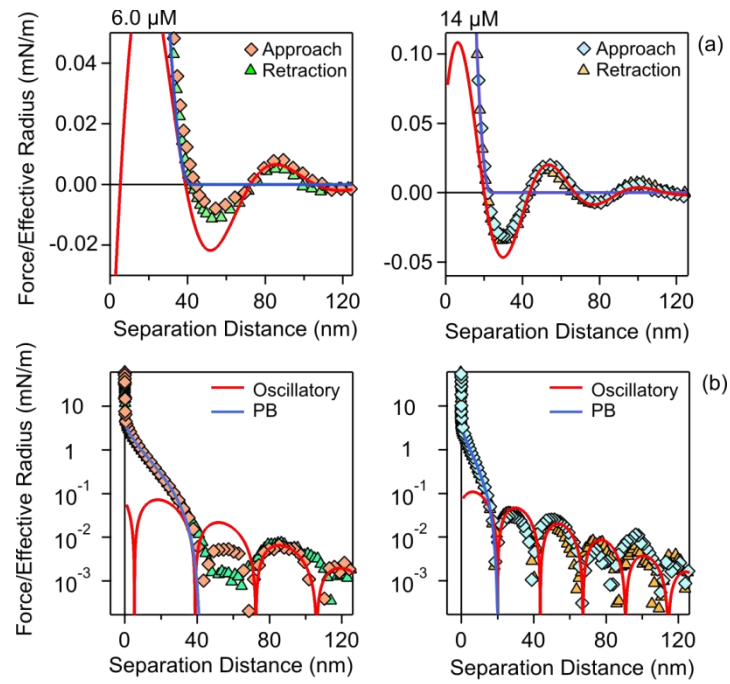 6.0 μM
14 μM
(a)
Force/Effective Radius (mN/m)
0.04
0.02
0.00
-0.02
Approach
Retraction
0
40
80
120
Separation Distance (nm)
0.10
0.05
0.00
-0.05
Approach
Retraction
0
40
80
120
Separation Distance (nm)
(b)
Force/Effective Radius (mN/m)
10
1
10⁻¹
10⁻²
10⁻³
Oscillatory
PB
0
40
80
120
Separation Distance (nm)
10
1
10⁻¹
10⁻²
10⁻³
Oscillatory
PB
0
40
80
120
Separation Distance (nm)